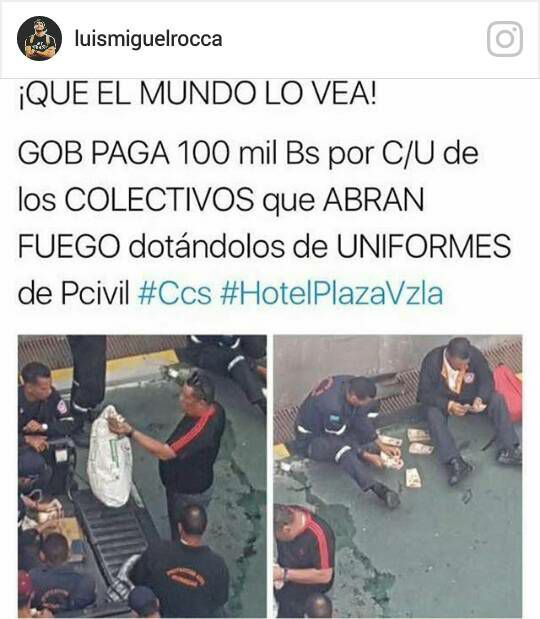 luismiguelrocca
¡QUE EL MUNDO LO VEA!
GOB PAGA 100 mil Bs por C/U de
los COLECTIVOS que ABRAN
FUEGO dotándolos de UNIFORMES
de Pcivil #Ccs #HotelPlazaVzla